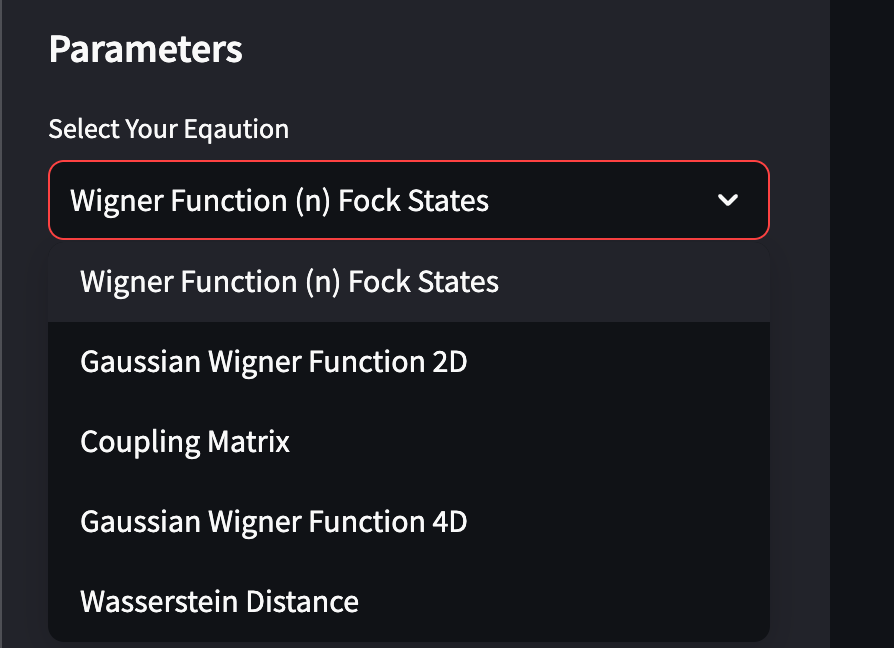 Parameters
Select Your Eqaution
Wigner Function (n) Fock States
Wigner Function (n) Fock States
Gaussian Wigner Function 2D
Coupling Matrix
Gaussian Wigner Function 4D
Wasserstein Distance